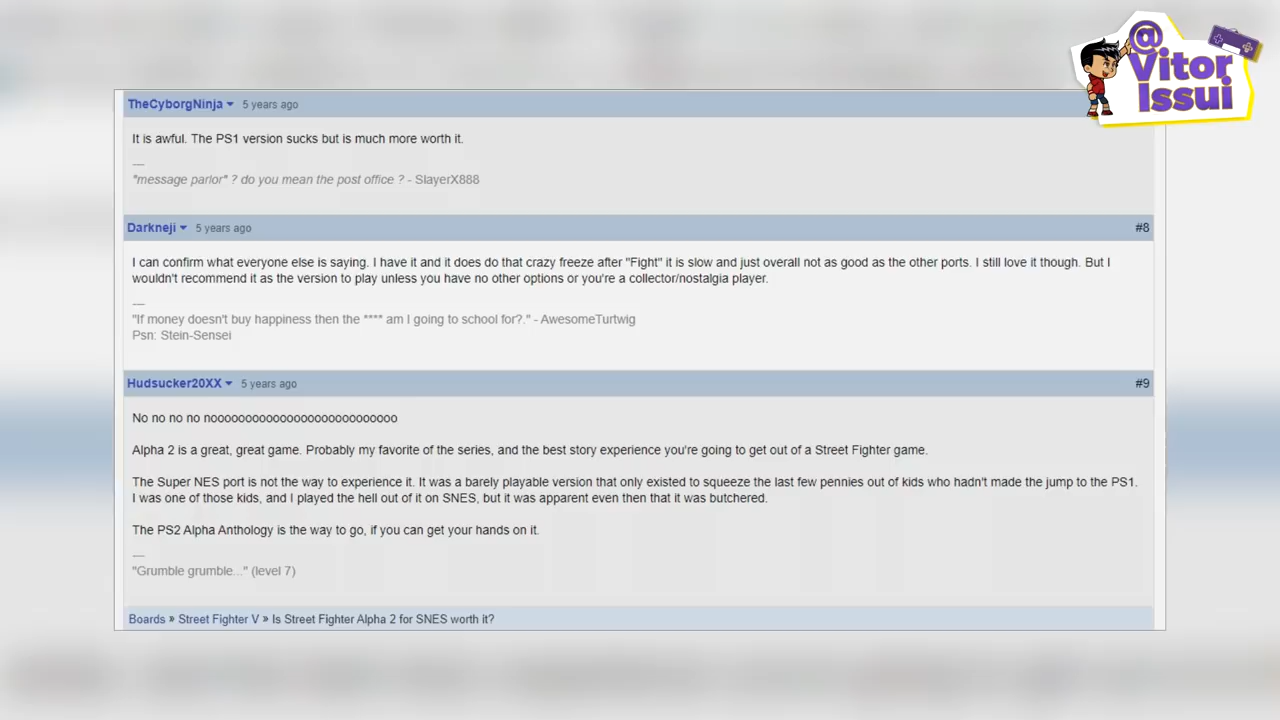 @
Vitor
Issui
TheCyborgNinja 5 years ago
It is awful. The PS1 version sucks but is much more worth it.
---
"message parlor" ? do you mean the post office ? - SlayerX888
Darkneji 5 years ago #8
I can confirm what everyone else is saying. I have it and it does do that crazy freeze after "Fight" it is slow and just overall not as good as the other ports. I still love it though. But I
wouldn't recommend it as the version to play unless you have no other options or you're a collector/nostalgia player.
---
"If money doesn't buy happiness then the **** am I going to school for?." - AwesomeTurtwig
Psn: Stein-Sensei
Hudsucker20XX 5 years ago #9
No no no no nooooooooooooooooooooooooooo
Alpha 2 is a great, great game. Probably my favorite of the series, and the best story experience you're going to get out of a Street Fighter game.
The Super NES port is not the way to experience it. It was a barely playable version that only existed to squeeze the last few pennies out of kids who hadn't made the jump to the PS1.
I was one of those kids, and I played the hell out of it on SNES, but it was apparent even then that it was butchered.
The PS2 Alpha Anthology is the way to go, if you can get your hands on it.
---
"Grumble grumble..." (level 7)
Boards » Street Fighter V » Is Street Fighter Alpha 2 for SNES worth it?